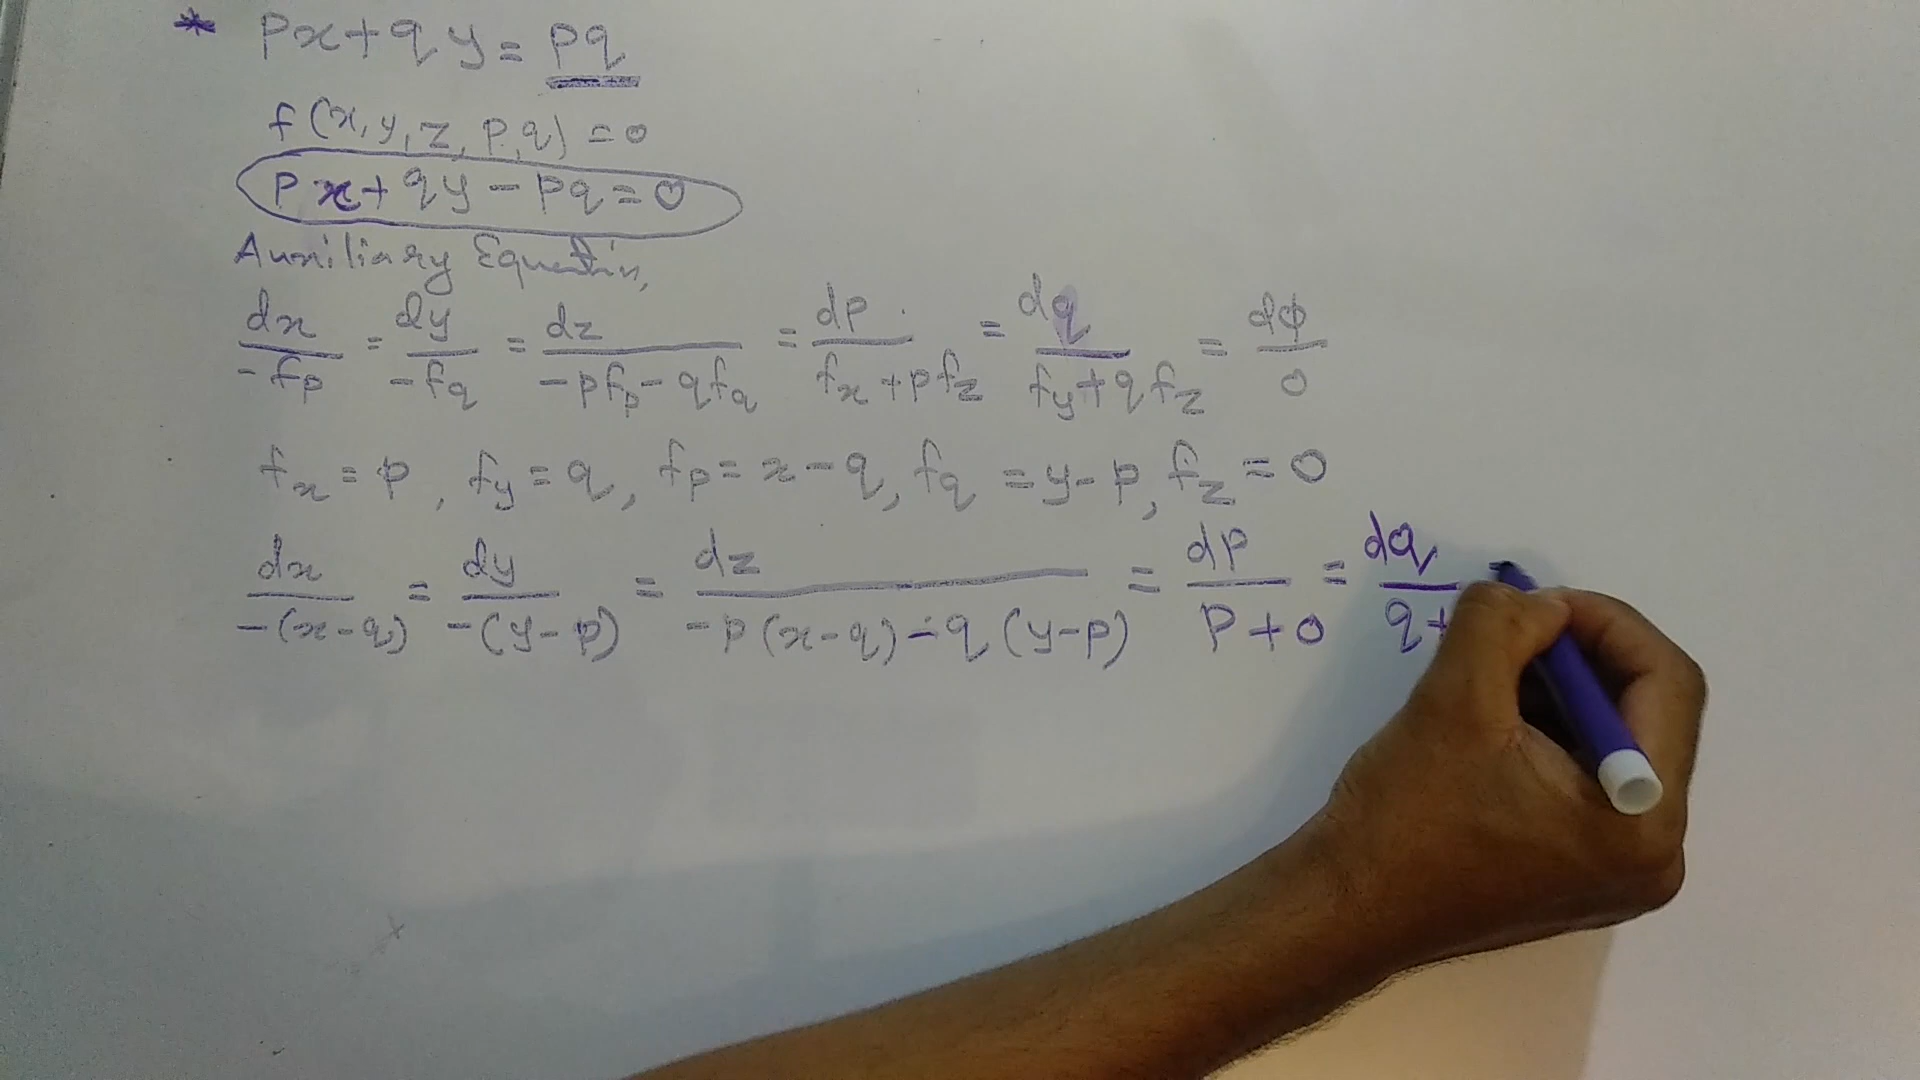 * px+qy=pq
f(x,y,z,p,q)=0
px+qy-pq=0
Auxiliary Equation,
dx/-fp = dy/-fq = dz/-pfp-qfq = dp/fx+pfz = dq/fy+qfz = dφ/0
fx=p, fy=q, fp=x-q, fq=y-p, fz=0
dx/-(x-q) = dy/-(y-p) = dz/-p(x-q)-q(y-p) = dp/p+0 = dq/q+